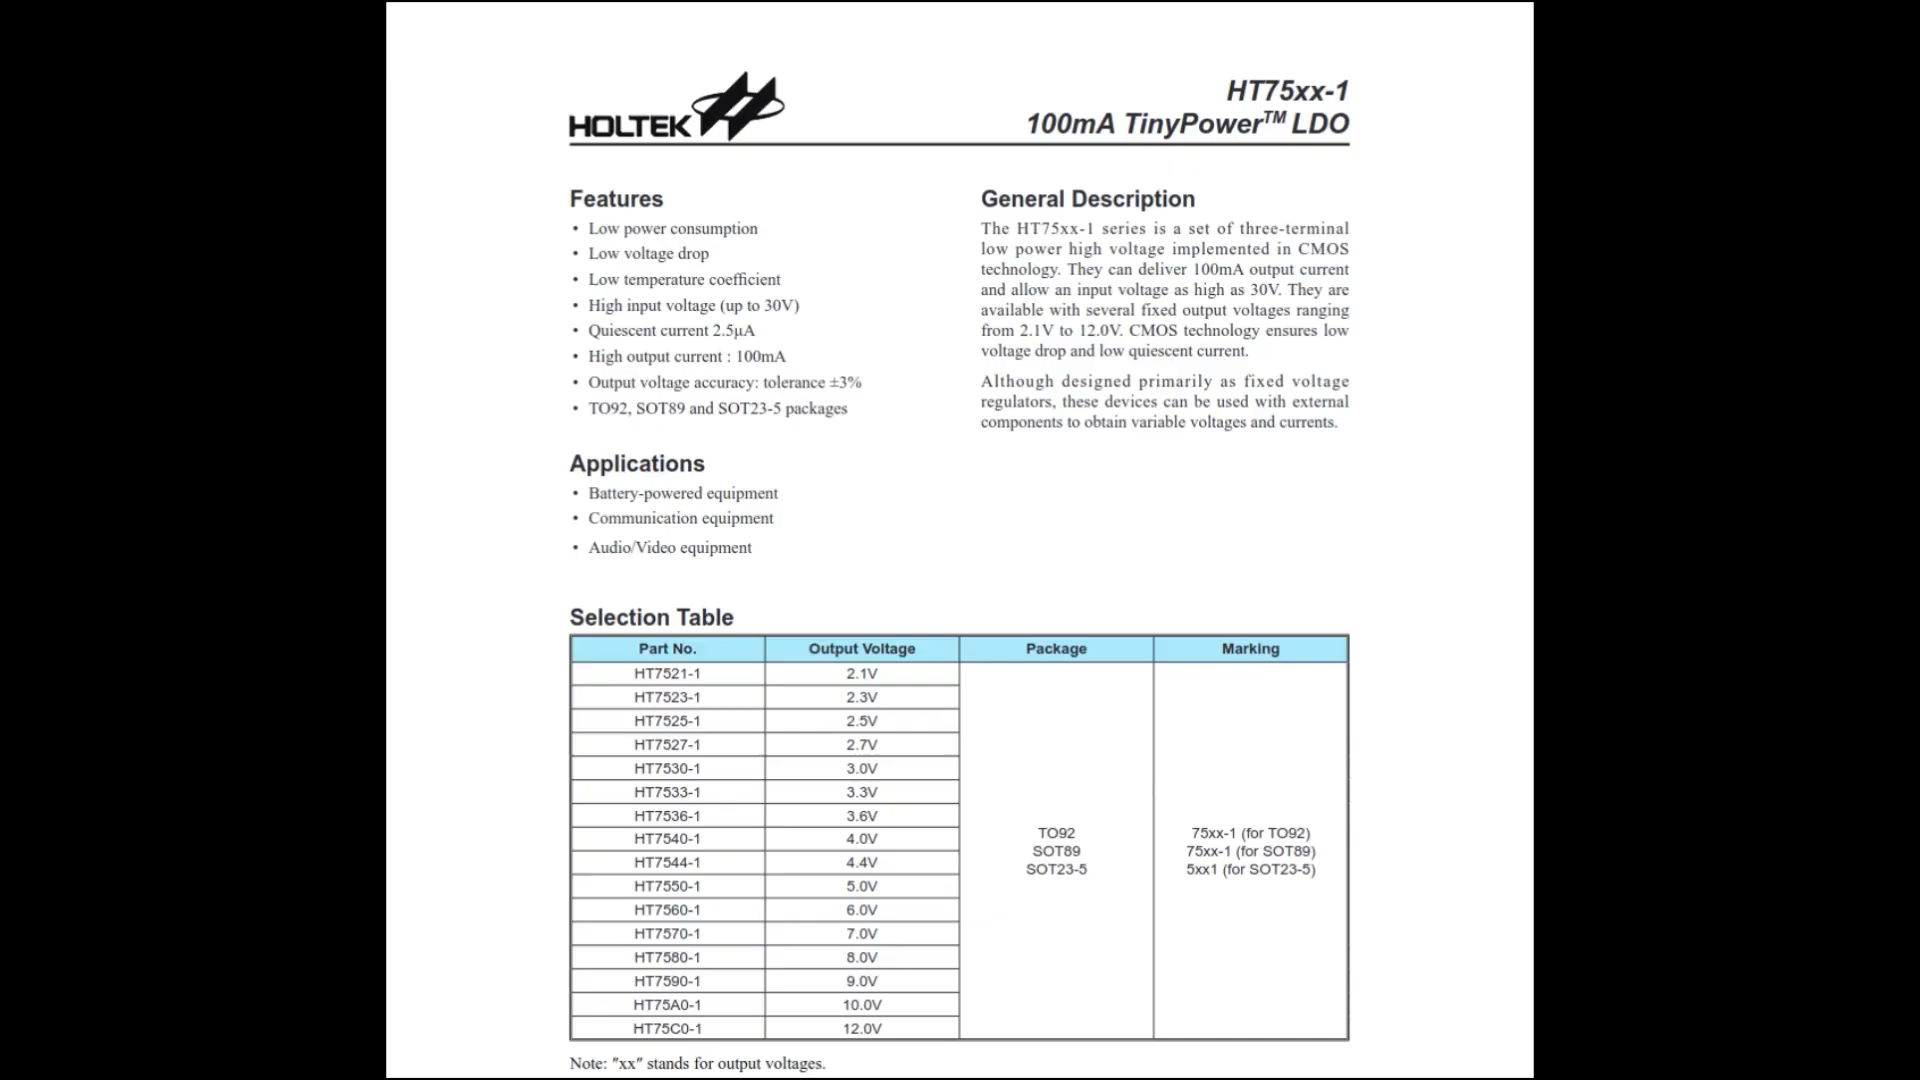 HOLTEK
HT75xx-1
100mA TinyPower™ LDO
Features
• Low power consumption
• Low voltage drop
• Low temperature coefficient
• High input voltage (up to 30V)
• Quiescent current 2.5μA
• High output current : 100mA
• Output voltage accuracy: tolerance ±3%
• TO92, SOT89 and SOT23-5 packages
Applications
• Battery-powered equipment
• Communication equipment
• Audio/Video equipment
General Description
The HT75xx-1 series is a set of three-terminal
low power high voltage implemented in CMOS
technology. They can deliver 100mA output current
and allow an input voltage as high as 30V. They are
available with several fixed output voltages ranging
from 2.1V to 12.0V. CMOS technology ensures low
voltage drop and low quiescent current.
Although designed primarily as fixed voltage
regulators, these devices can be used with external
components to obtain variable voltages and currents.
Selection Table
Part No. Output Voltage Package Marking
HT7521-1 2.1V
HT7523-1 2.3V
HT7525-1 2.5V
HT7527-1 2.7V
HT7530-1 3.0V
HT7533-1 3.3V
HT7536-1 3.6V
HT7540-1 4.0V
HT7544-1 4.4V
HT7550-1 5.0V
HT7560-1 6.0V
HT7570-1 7.0V
HT7580-1 8.0V
HT7590-1 9.0V
HT75A0-1 10.0V
HT75C0-1 12.0V
TO92 75xx-1 (for TO92)
SOT89 75xx-1 (for SOT89)
SOT23-5 5xx1 (for SOT23-5)
Note: "xx" stands for output voltages.